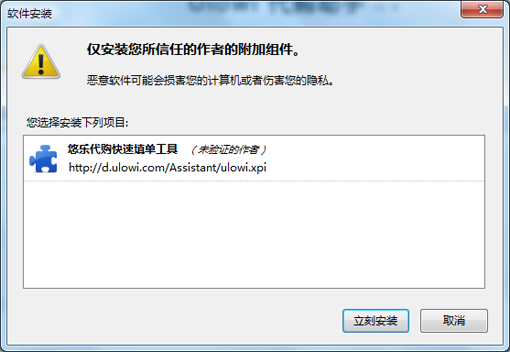 软件安装
仅安装您所信任的作者的附加组件。
恶意软件可能会损害您的计算机或者伤害您的隐私。
您选择安装下列项目:
悠乐代购快速填单工具 (未验证的作者)
http://d.ulowi.com/Assistant/ulowi.xpi
立刻安装 取消